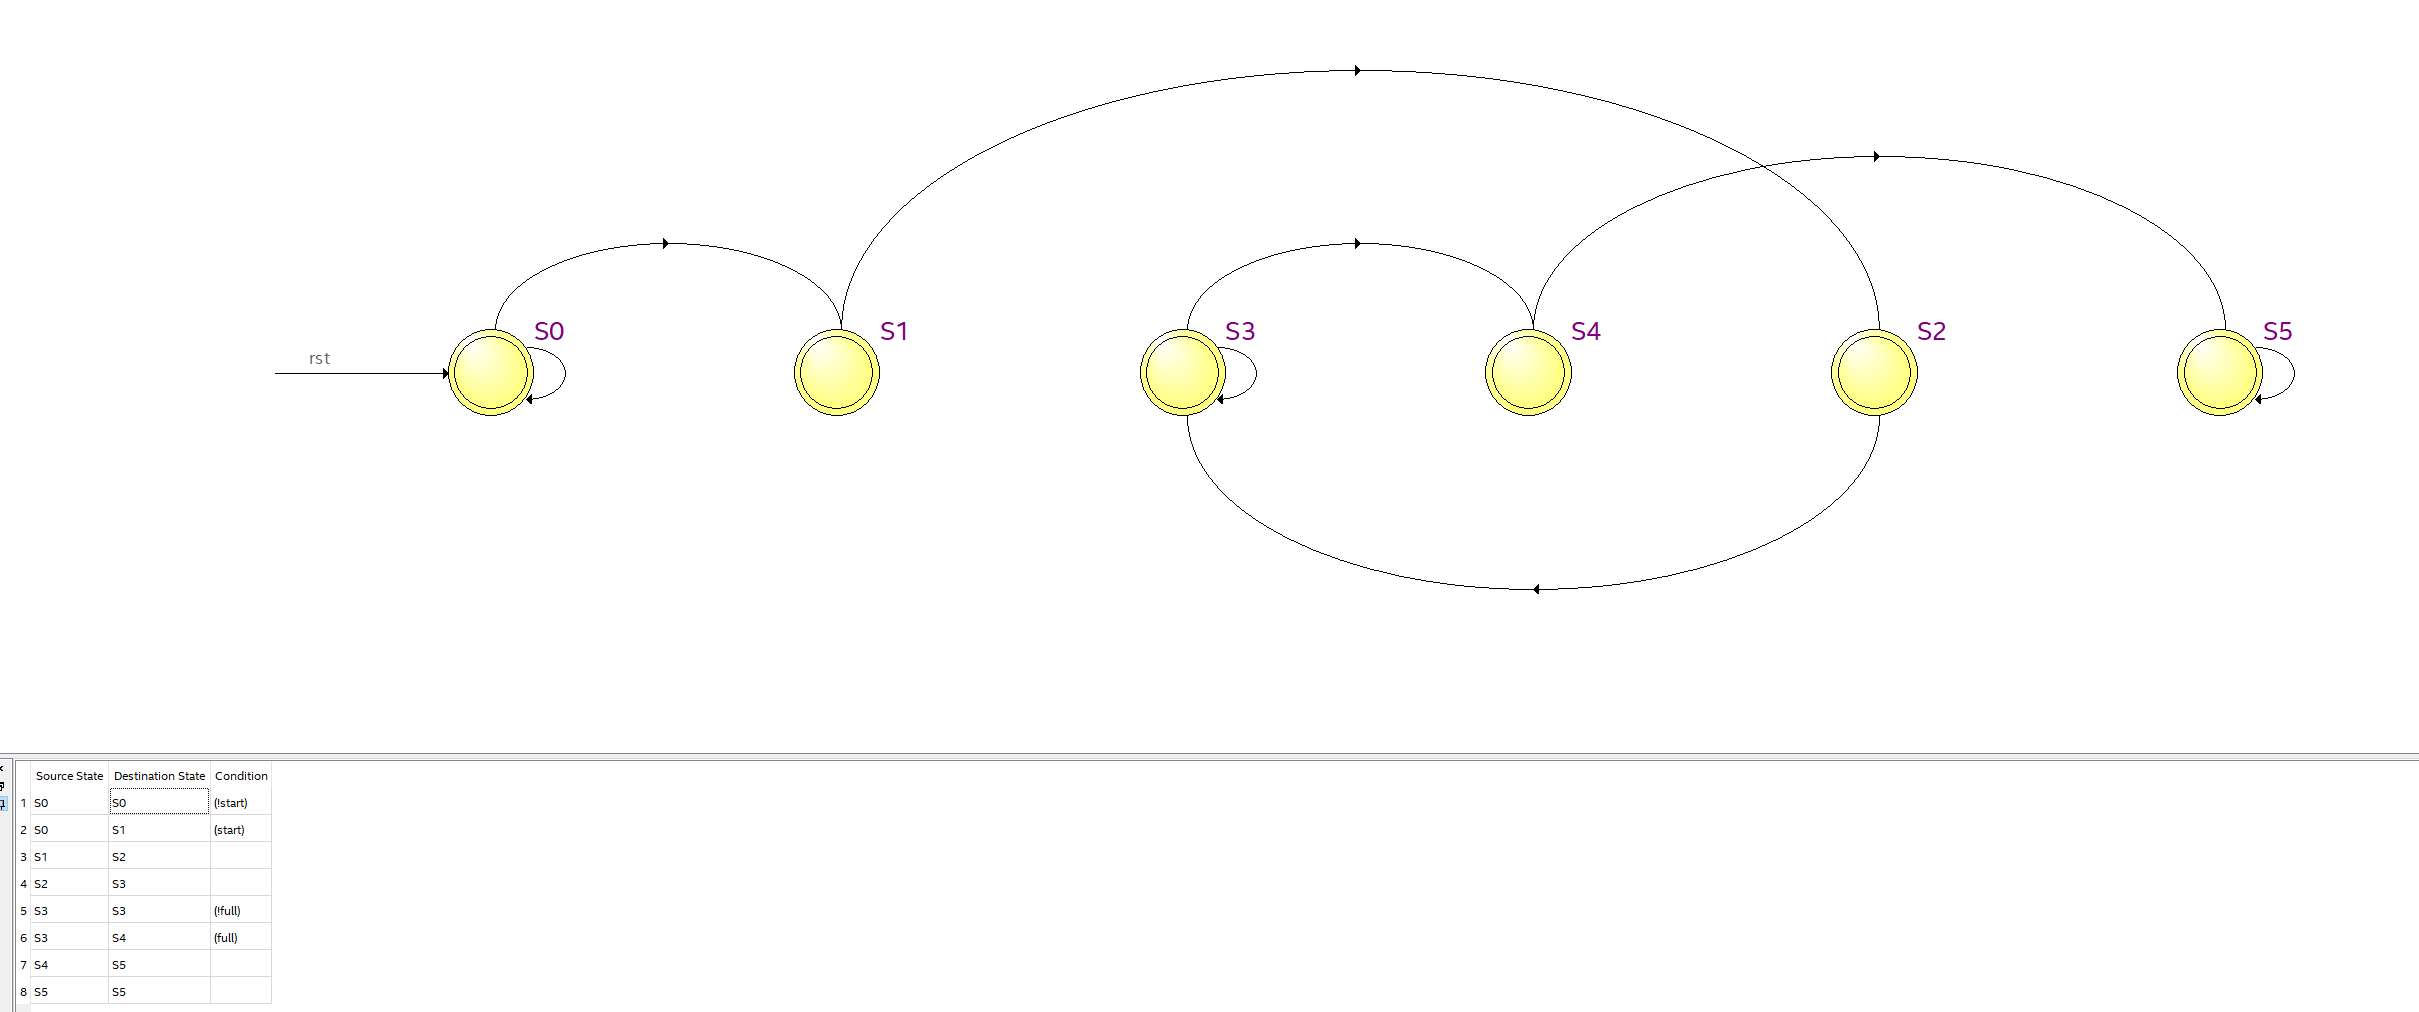 rst
S0
S1
S3
S4
S2
S5
Source State Destination State Condition
1 S0 S0 (!start)
2 S0 S1 (start)
3 S1 S2
4 S2 S3
5 S3 S3 (!full)
6 S3 S4 (full)
7 S4 S5
8 S5 S5